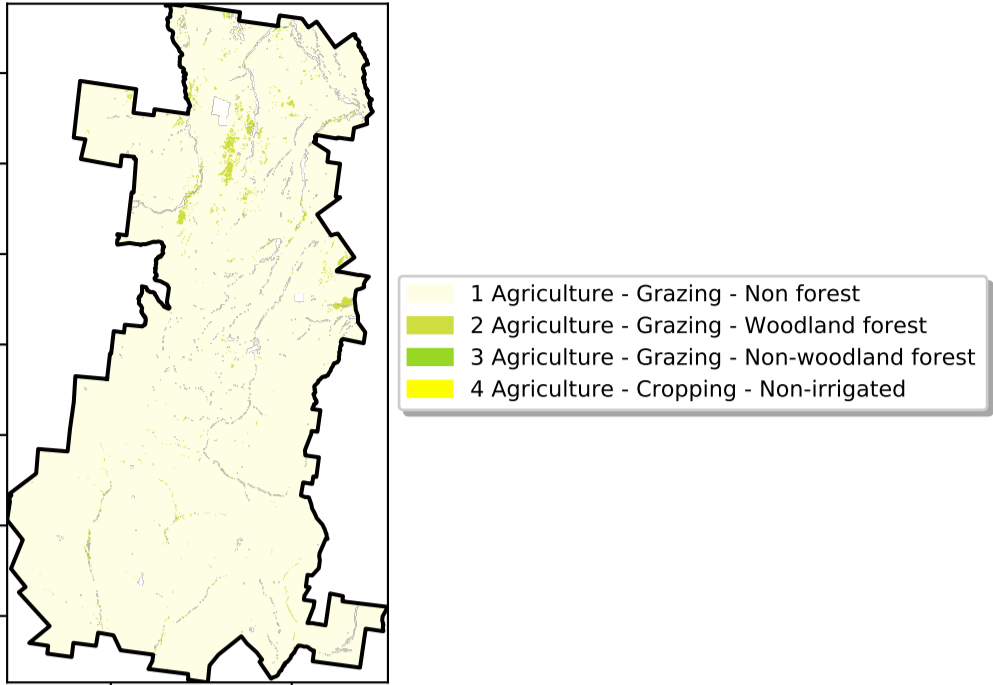 1 Agriculture - Grazing - Non forest
2 Agriculture - Grazing - Woodland forest
3 Agriculture - Grazing - Non-woodland forest
4 Agriculture - Cropping - Non-irrigated